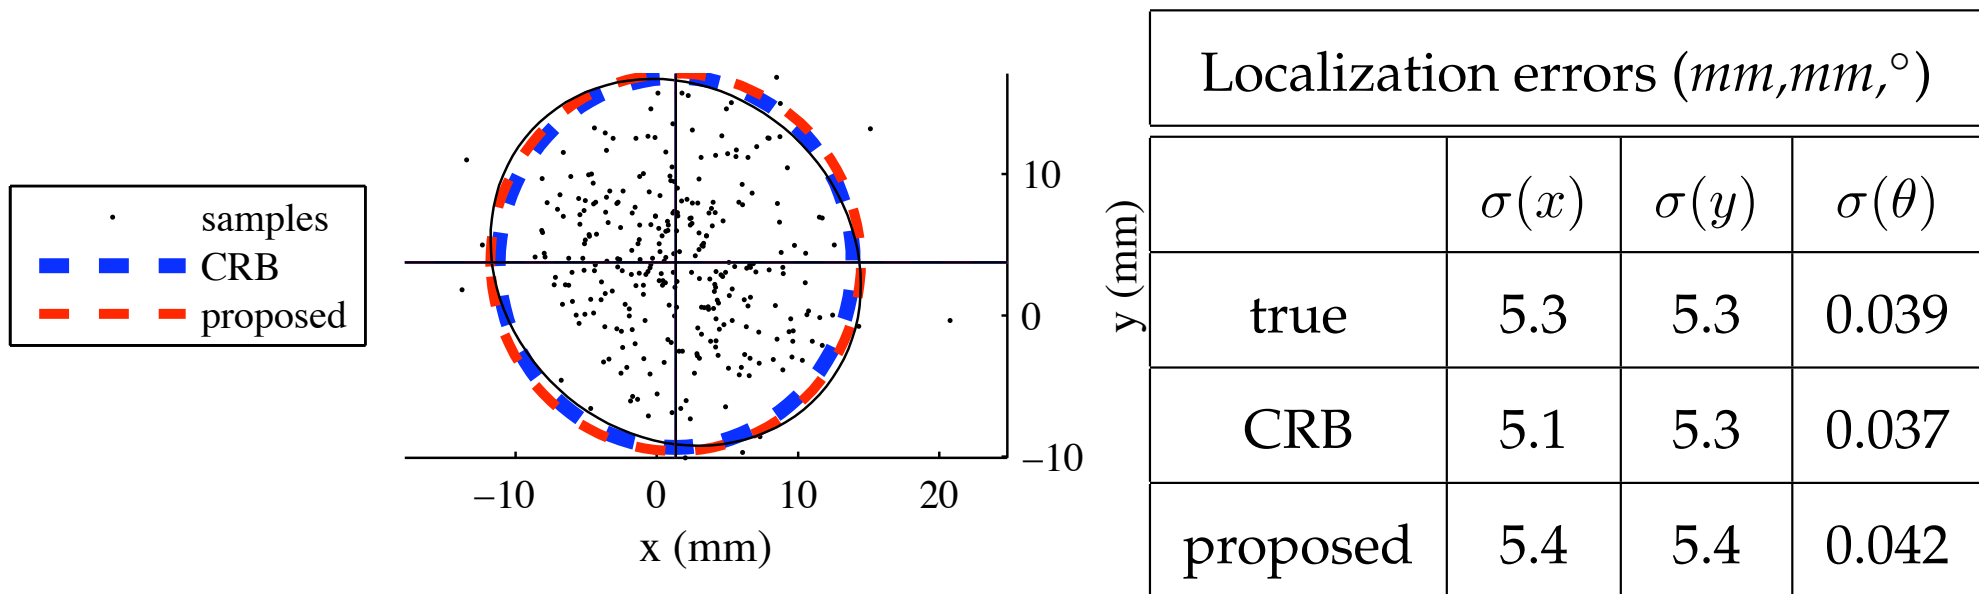 samples
CRB
proposed
10
0
−10
−10 0 10 20
x (mm)
y (mm)
Localization errors (mm,mm,°)
σ(x) σ(y) σ(θ)
true 5.3 5.3 0.039
CRB 5.1 5.3 0.037
proposed 5.4 5.4 0.042